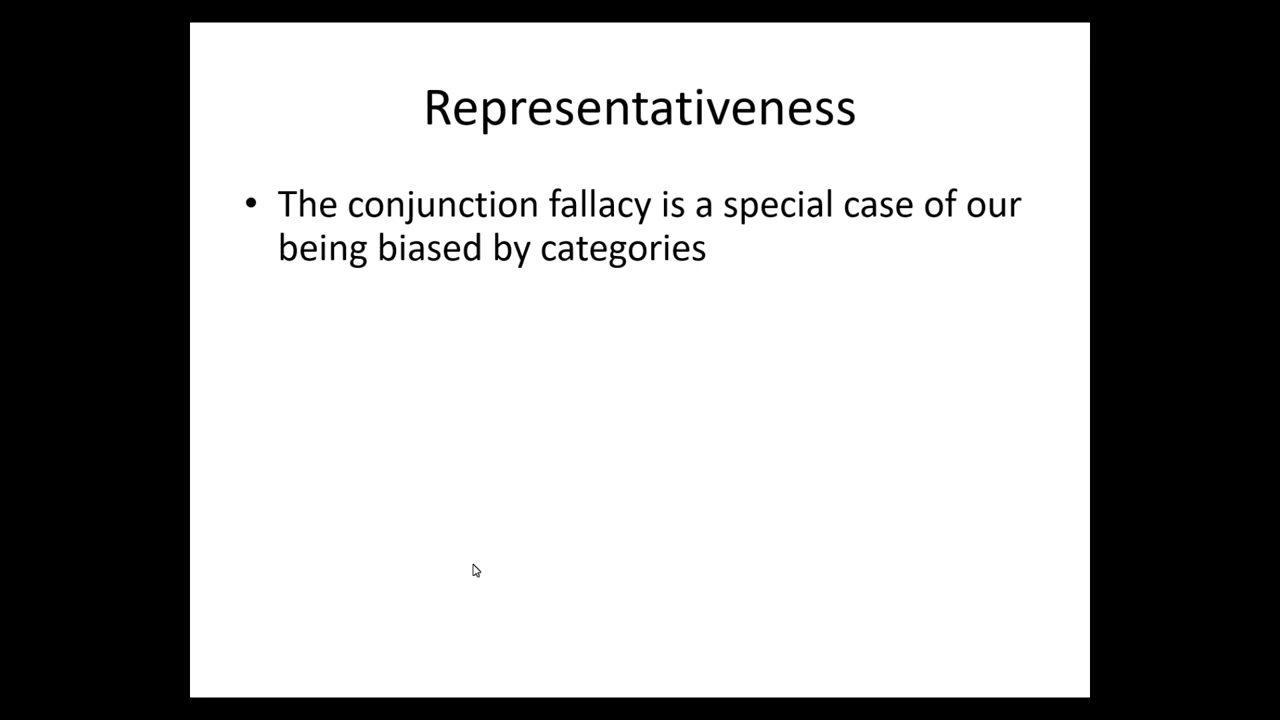 Representativeness
• The conjunction fallacy is a special case of our
being biased by categories